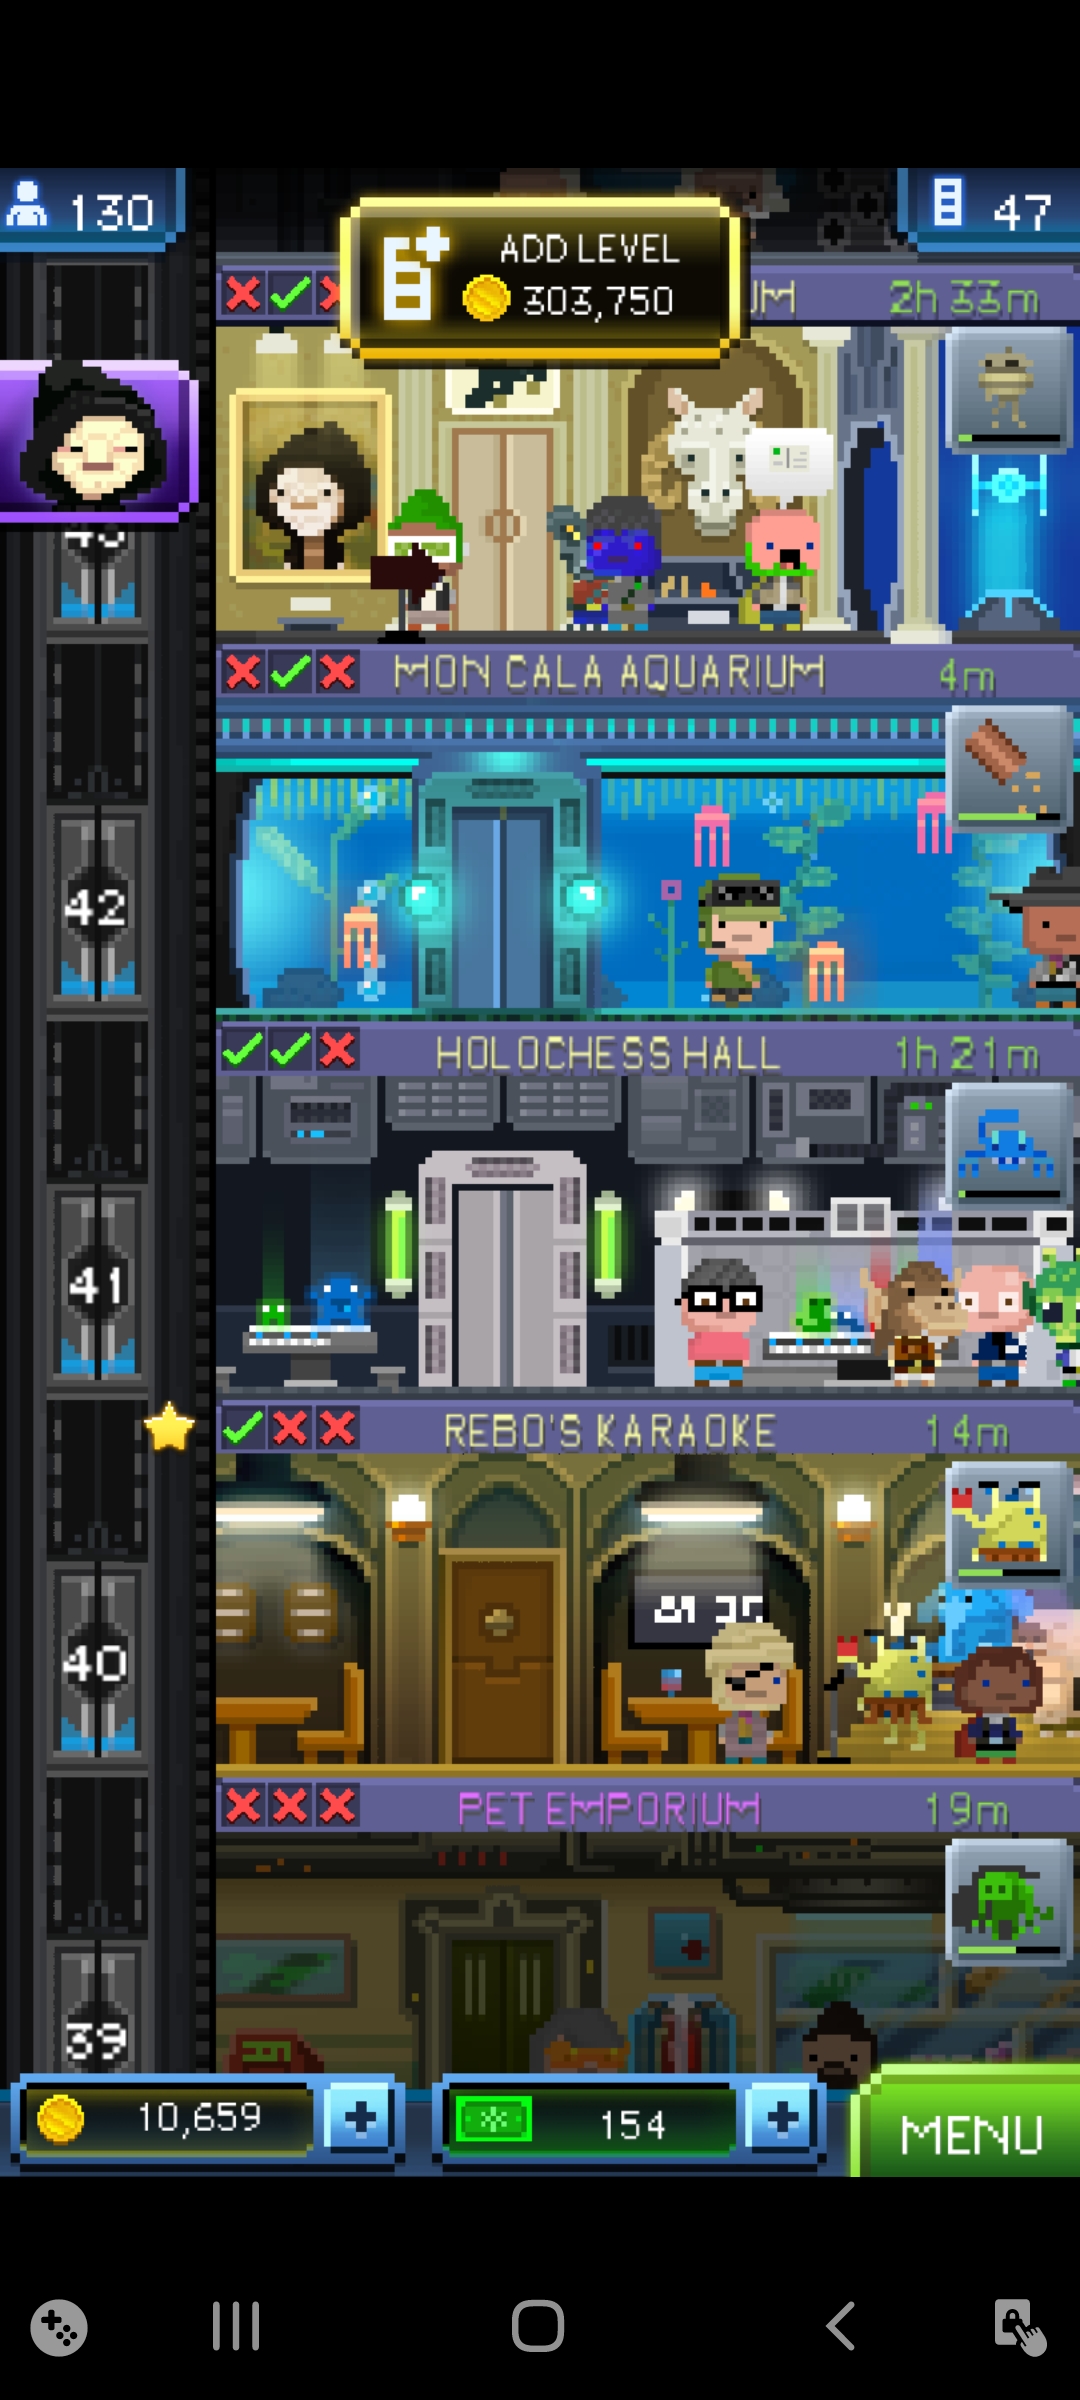 130
47
ADD LEVEL
303,750
UM
2h 33m
43
MON CALA AQUARIUM
4m
42
HOLOCHESS HALL
1h 21m
41
REBO'S KARAOKE
14m
40
PET EMPORIUM
19m
39
10,659
154
MENU